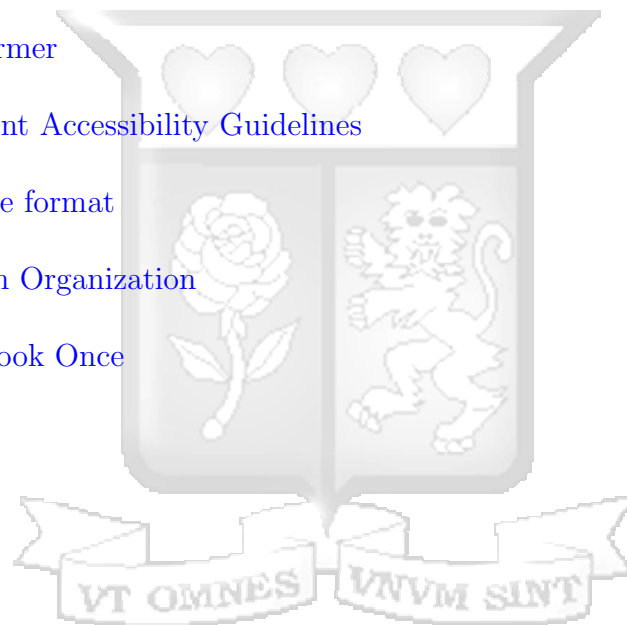 rmer
nt Accessibility Guidelines
e format
n Organization
ook Once
VT OMNES VNVM SINT